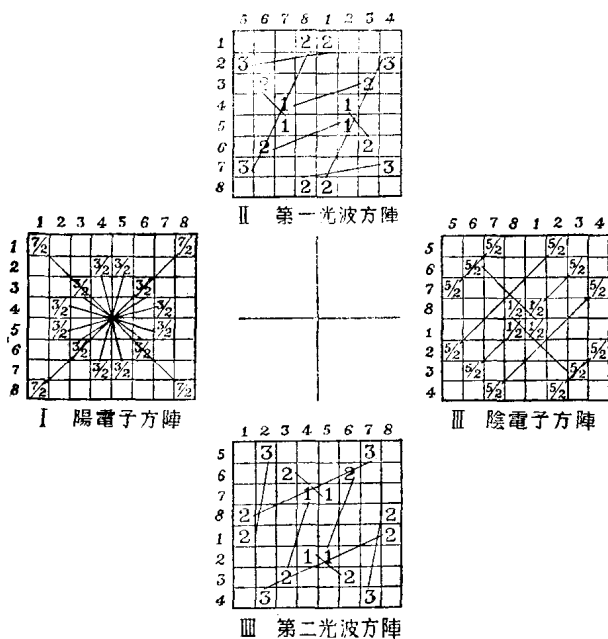 5 6 7 8 1 2 3 4
1 2 2
2 3 3
3 2 2
4 1 1
5 1 1
6 2 2
7 3 3
8 2 2
II 第一光波方陣
1 2 3 4 5 6 7 8
1 7/2 7/2
2 3/2 3/2
3 3/2 3/2
4 3/2 3/2
5 3/2 3/2
6 3/2 3/2
7 3/2 3/2
8 7/2 7/2
I 陽電子方陣
5 6 7 8 1 2 3 4
5 5/2 5/2
6 5/2 5/2
7 5/2 5/2
8 1/2 1/2
1 1/2 1/2
2 5/2 5/2
3 5/2 5/2
4 5/2 5/2
III 陰電子方陣
1 2 3 4 5 6 7 8
5 3 3
6 2 2
7 1 1
8 2 2
1 2 2
2 1 1
3 2 2
4 3 3
IIII 第二光波方陣